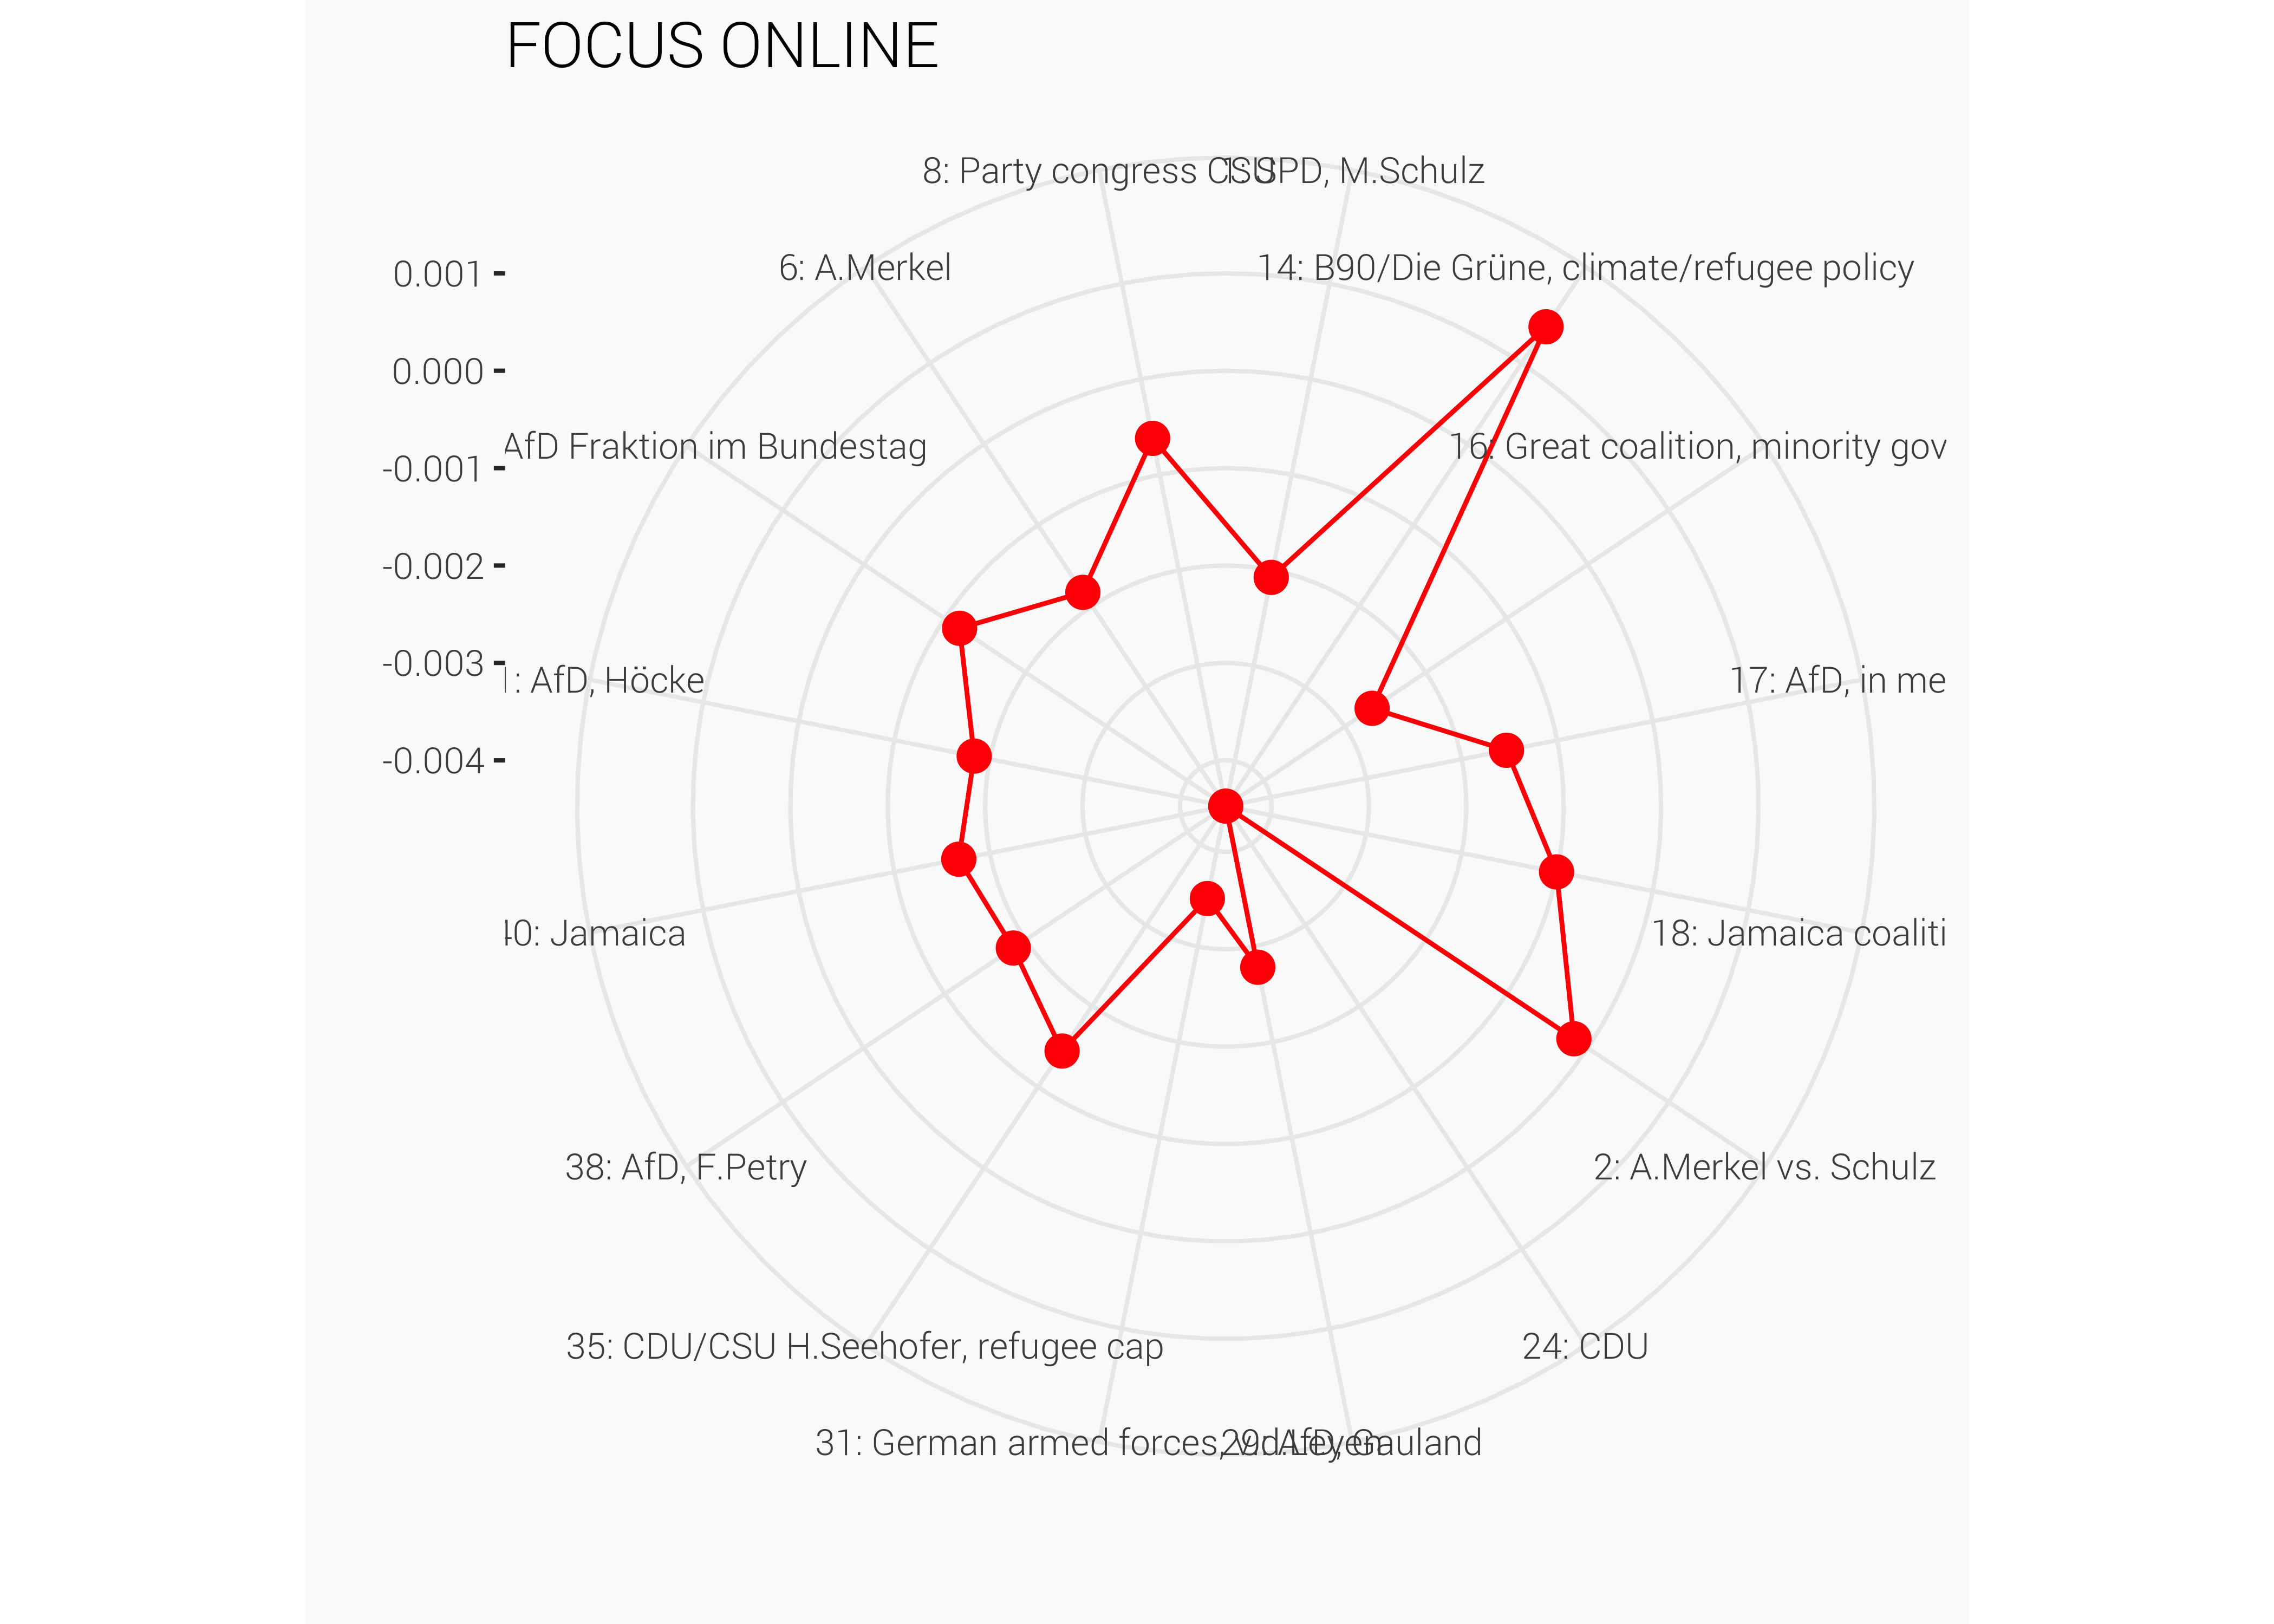 FOCUS ONLINE
8: Party congress CSU
1: SPD, M.Schulz
6: A.Merkel
14: B90/Die Grüne, climate/refugee policy
0.001
0.000
AfD Fraktion im Bundestag
16: Great coalition, minority gov
-0.001
-0.002
-0.003
1: AfD, Höcke
17: AfD, in me
-0.004
40: Jamaica
18: Jamaica coaliti
38: AfD, F.Petry
2: A.Merkel vs. Schulz
35: CDU/CSU H.Seehofer, refugee cap
24: CDU
31: German armed forces, v.d.Leyen
29: AfD, Gauland